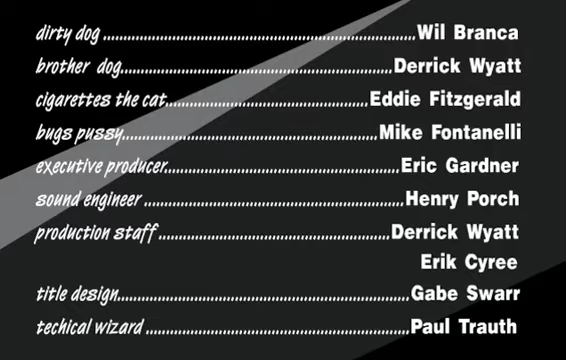 dirty dog ................ Wil Branca
brother dog................ Derrick Wyatt
cigarettes the cat................ Eddie Fitzgerald
bugs pussy................ Mike Fontanelli
executive producer................ Eric Gardner
sound engineer ................ Henry Porch
production staff ................ Derrick Wyatt
Erik Cyree
title design................ Gabe Swarr
techical wizard ................ Paul Trauth